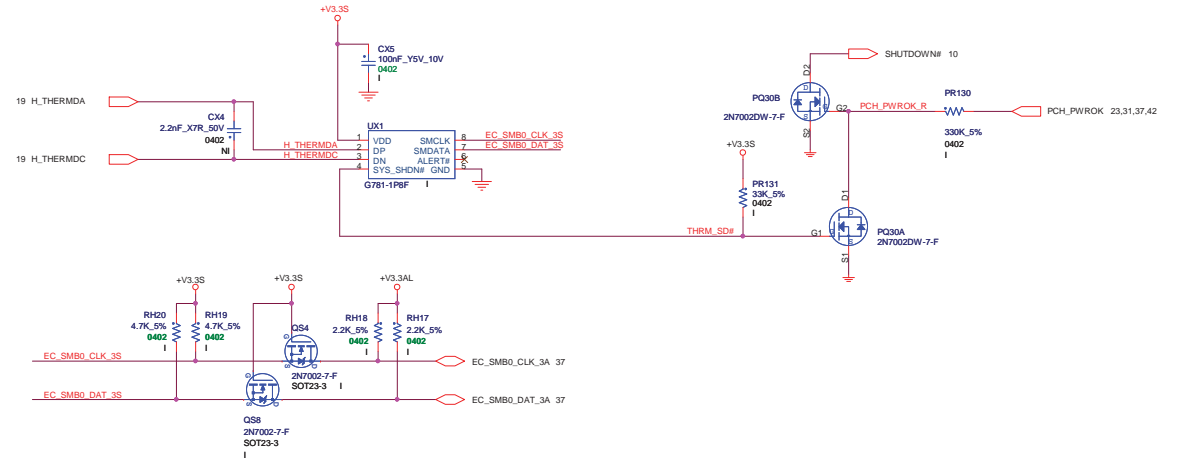 +V3.3S
CX5
100nF_Y5V_10V
0402
I
SHUTDOWN# 10
D2
D
PQ30B
2N7002DW-7-F
G2
S
S2
PCH_PWROK_R
PR130
330K_5%
0402
I
PCH_PWROK 23,31,37,42
19 H_THERMDA
CX4
2.2nF_X7R_50V
0402
NI
19 H_THERMDC
H_THERMDA
H_THERMDC
UX1
1 VDD SMCLK 8
2 DP SMDATA 7
3 DN ALERT# 6
4 SYS_SHDN# GND 5
G781-1P8F I
EC_SMB0_CLK_3S
EC_SMB0_DAT_3S
+V3.3S
PR131
33K_5%
0402
I
THRM_SD#
G1
D1
D
S
S1
PQ30A
2N7002DW-7-F
+V3.3S
+V3.3S
+V3.3AL
RH20
4.7K_5%
0402
I
RH19
4.7K_5%
0402
I
QS4
G
S
D
2N7002-7-F
SOT23-3 I
RH18
2.2K_5%
0402
I
RH17
2.2K_5%
0402
I
EC_SMB0_CLK_3S
EC_SMB0_CLK_3A 37
EC_SMB0_DAT_3S
EC_SMB0_DAT_3A 37
G
S
D
QS8
2N7002-7-F
SOT23-3
I